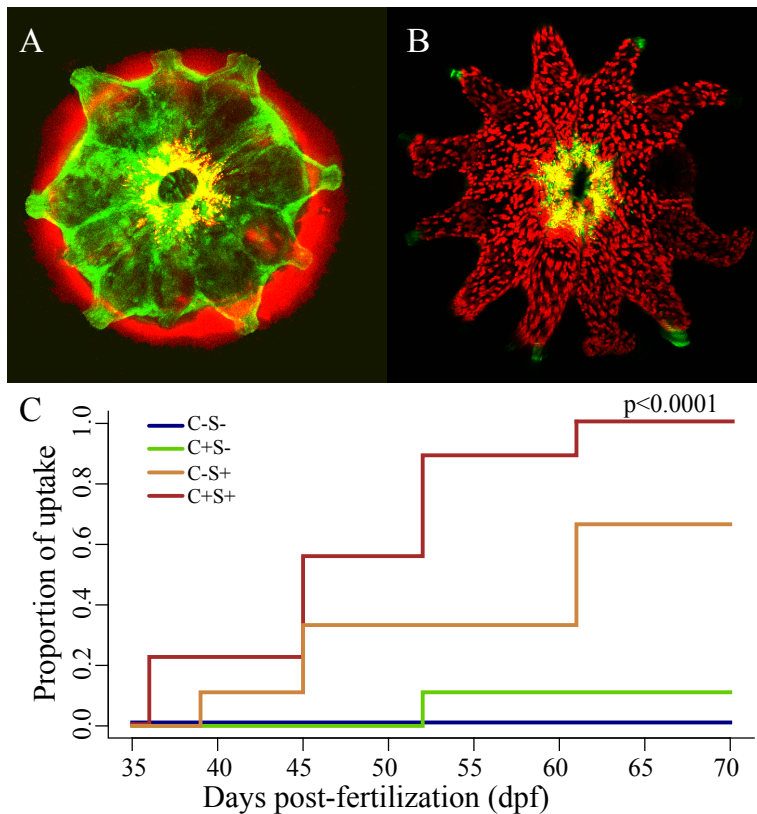 A
B
C
p<0.0001
C-S-
C+S-
C-S+
C+S+
Proportion of uptake
1.0
0.8
0.6
0.4
0.2
0.0
35 40 45 50 55 60 65 70
Days post-fertilization (dpf)